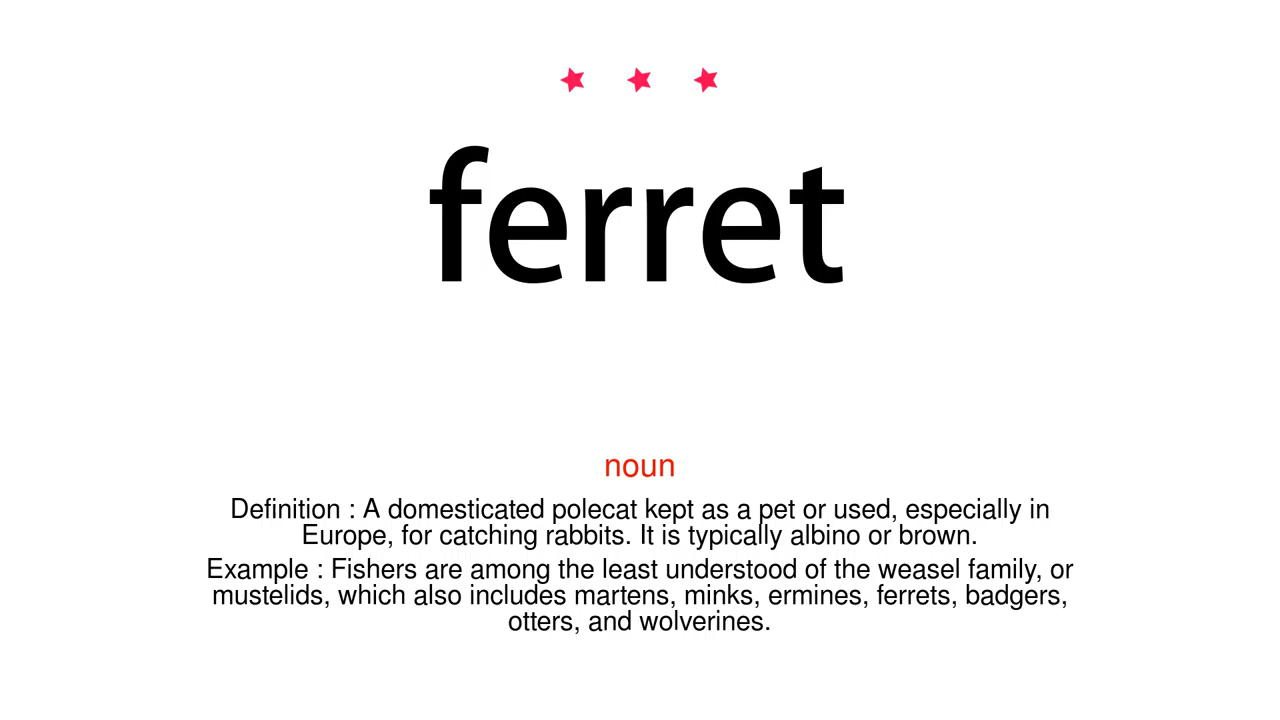 ferret
noun
Definition : A domesticated polecat kept as a pet or used, especially in
Europe, for catching rabbits. It is typically albino or brown.
Example : Fishers are among the least understood of the weasel family, or
mustelids, which also includes martens, minks, ermines, ferrets, badgers,
otters, and wolverines.